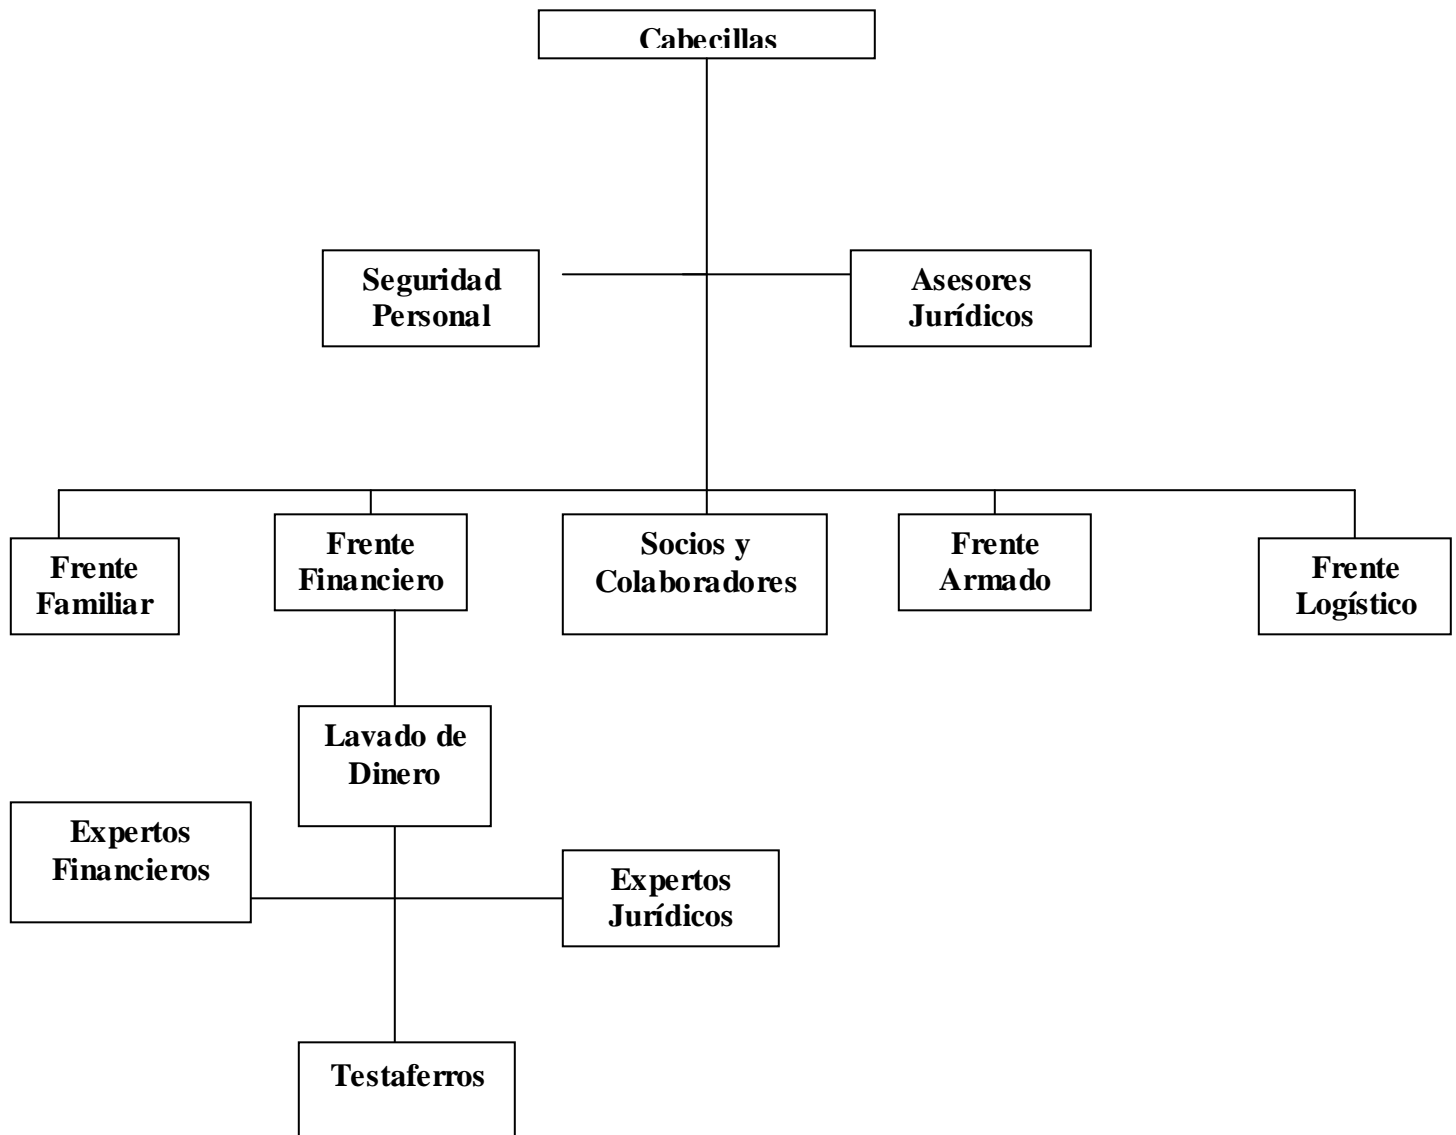 Cabecillas
Seguridad
Personal
Asesores
Jurídicos
Frente
Familiar
Frente
Financiero
Socios y
Colaboradores
Frente
Armado
Frente
Logístico
Lavado de
Dinero
Expertos
Financieros
Expertos
Jurídicos
Testaferros